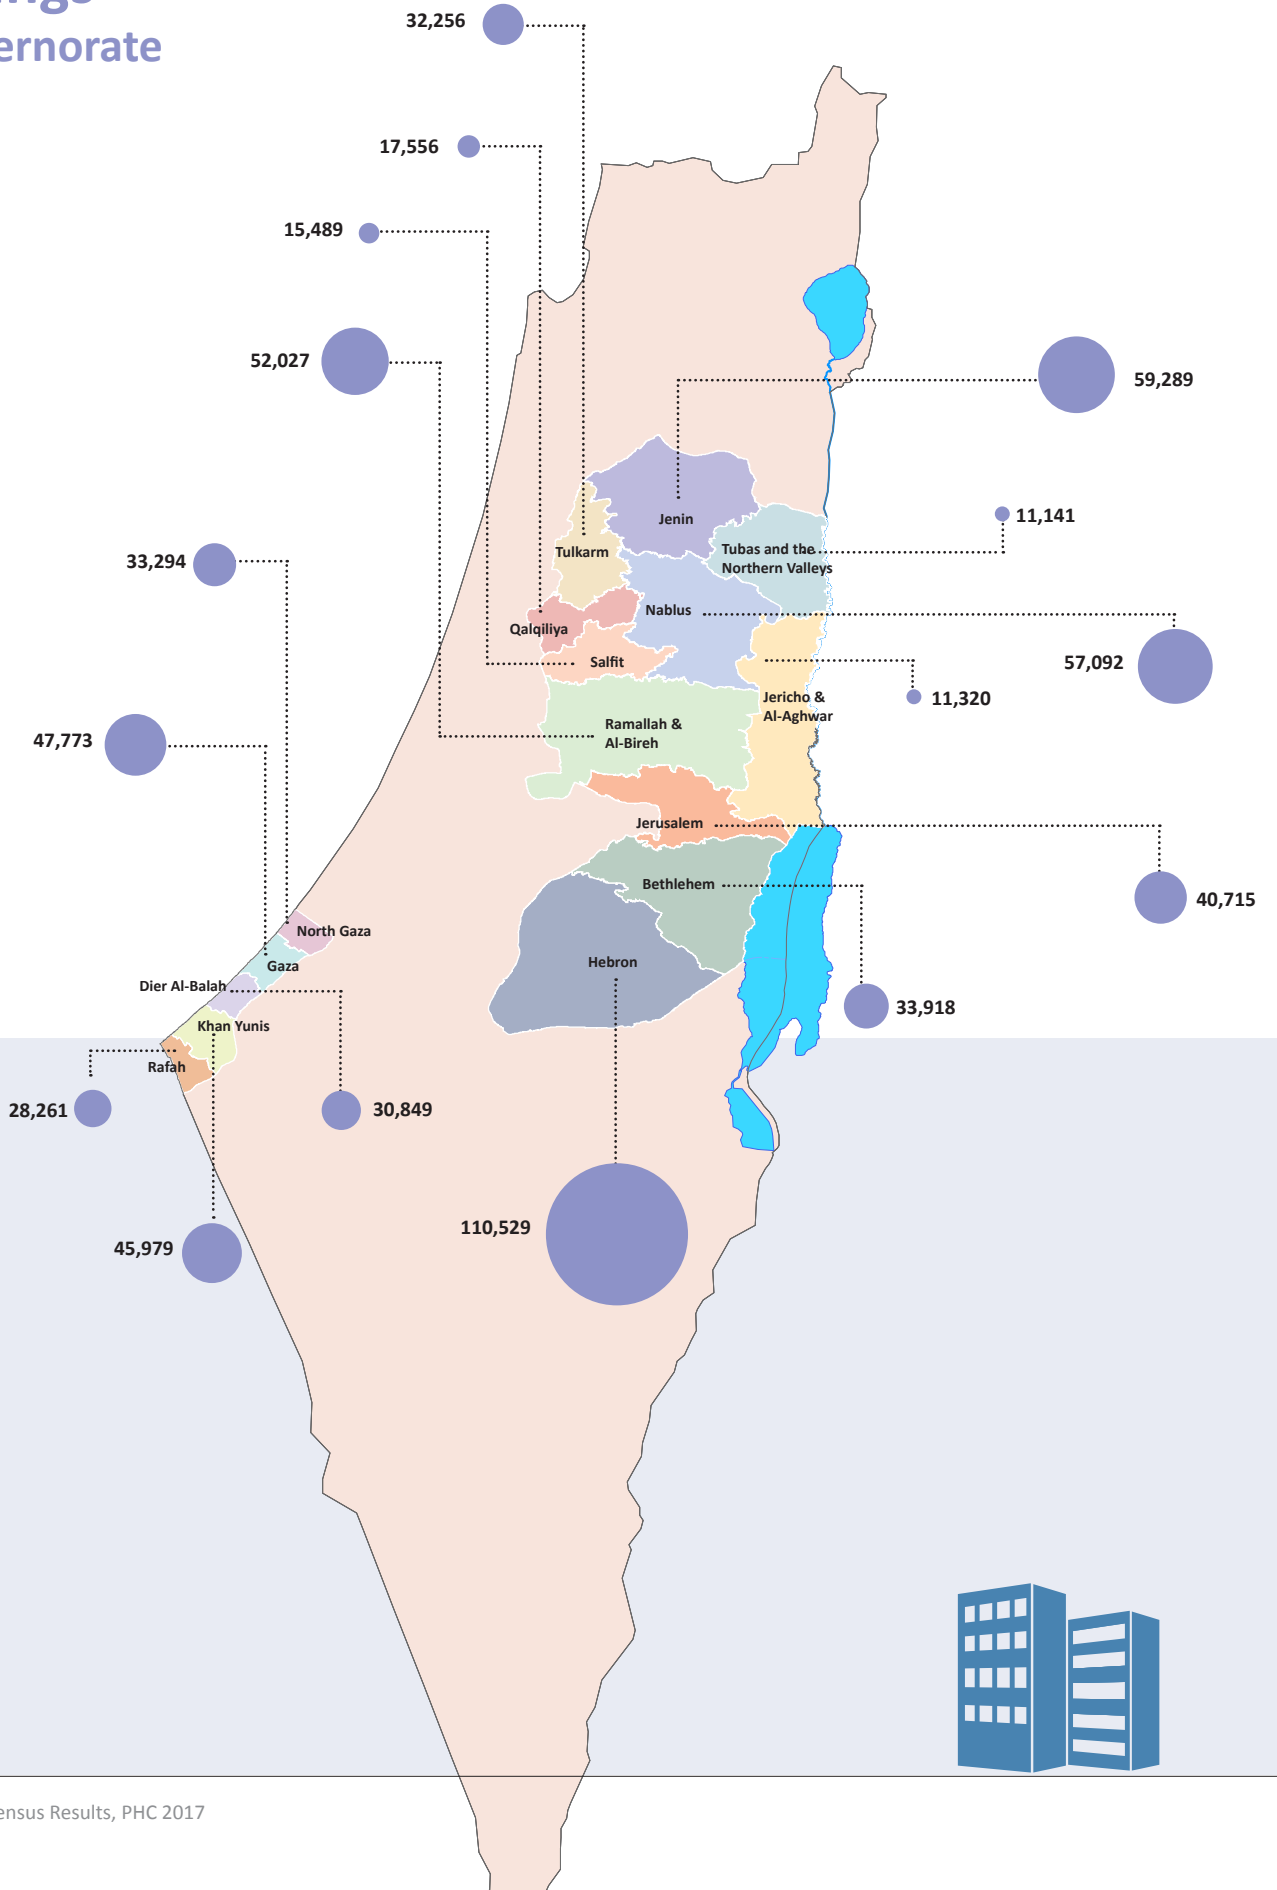 ernorate
32,256
17,556
15,489
52,027
59,289
11,141
33,294
57,092
11,320
47,773
40,715
33,918
28,261
30,849
45,979
110,529
Jenin
Tulkarm
Tubas and the
Northern Valleys
Nablus
Qalqiliya
Salfit
Jericho &
Al-Aghwar
Ramallah &
Al-Bireh
Jerusalem
Bethlehem
Hebron
North Gaza
Gaza
Dier Al-Balah
Khan Yunis
Rafah
ensus Results, PHC 2017